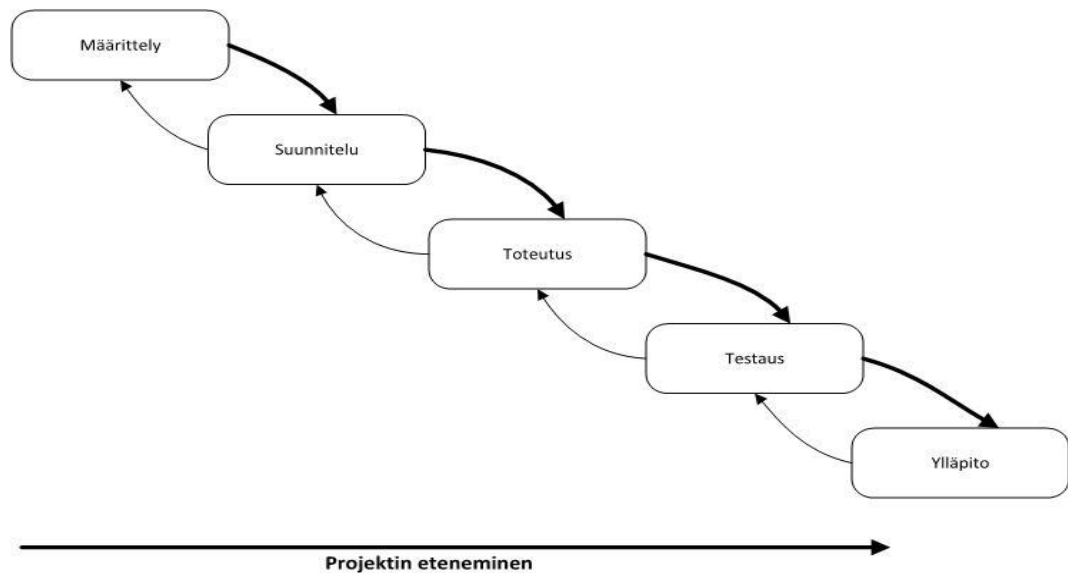 Määrittely
Suunnitelu
Toteutus
Testaus
Ylläpito
Projektin eteneminen